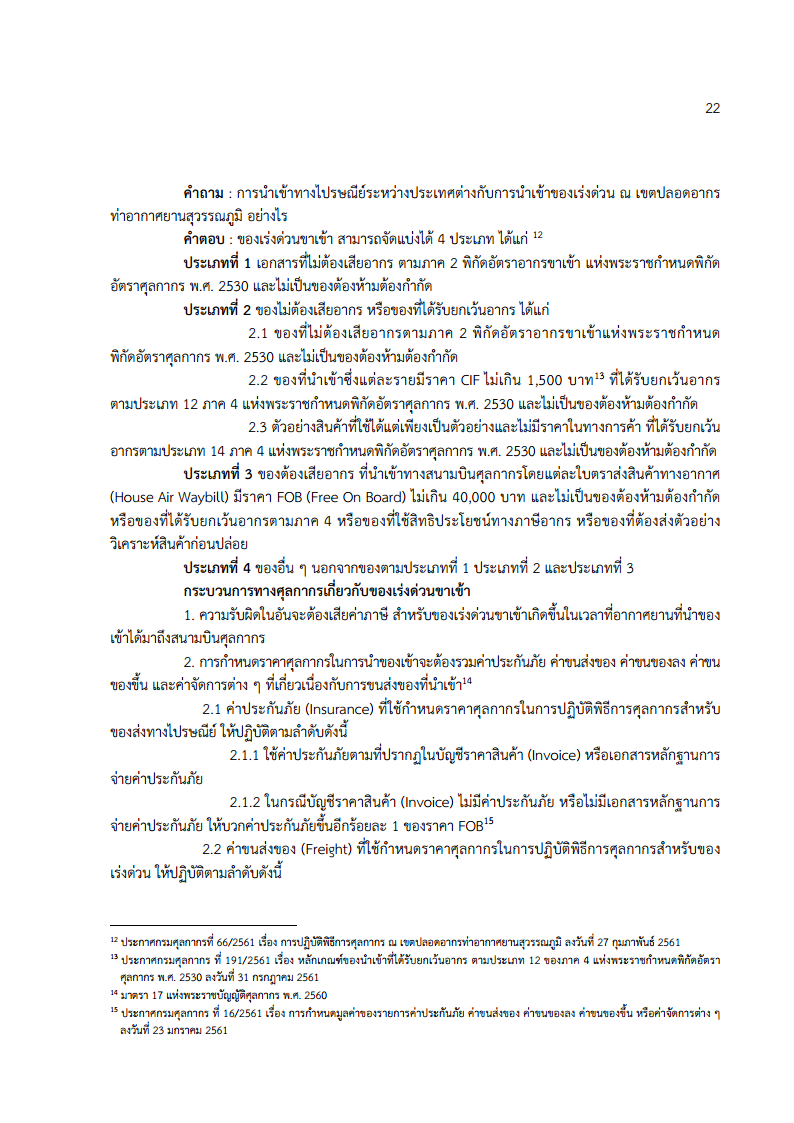 22
คำถาม : การนำเข้าทางไปรษณีย์ระหว่างประเทศต่างกับการนำเข้าของเร่งด่วน ณ เขตปลอดอากร
ท่าอากาศยานสุวรรณภูมิ อย่างไร
คำตอบ : ของเร่งด่วนขาเข้า สามารถจัดแบ่งได้ 4 ประเภท ได้แก่ 12
ประเภทที่ 1 เอกสารที่ไม่ต้องเสียอากร ตามภาค 2 พิกัดอัตราอากรขาเข้า แห่งพระราชกำหนดพิกัด
อัตราศุลกากร พ.ศ. 2530 และไม่เป็นของต้องห้ามต้องกำกัด
ประเภทที่ 2 ของไม่ต้องเสียอากร หรือของที่ได้รับยกเว้นอากร ได้แก่
2.1 ของที่ไม่ต้องเสียอากรตามภาค 2 พิกัดอัตราอากรขาเข้าแห่งพระราชกำหนด
พิกัดอัตราศุลกากร พ.ศ. 2530 และไม่เป็นของต้องห้ามต้องกำกัด
2.2 ของที่นำเข้าซึ่งแต่ละรายมีราคา CIF ไม่เกิน 1,500 บาท13 ที่ได้รับยกเว้นอากร
ตามประเภท 12 ภาค 4 แห่งพระราชกำหนดพิกัดอัตราศุลกากร พ.ศ. 2530 และไม่เป็นของต้องห้ามต้องกำกัด
2.3 ตัวอย่างสินค้าที่ใช้ได้แต่เพียงเป็นตัวอย่างและไม่มีราคาในทางการค้า ที่ได้รับยกเว้น
อากรตามประเภท 14 ภาค 4 แห่งพระราชกำหนดพิกัดอัตราศุลกากร พ.ศ. 2530 และไม่เป็นของต้องห้ามต้องกำกัด
ประเภทที่ 3 ของต้องเสียอากร ที่นำเข้าทางสนามบินศุลกากรโดยแต่ละใบตราส่งสินค้าทางอากาศ
(House Air Waybill) มีราคา FOB (Free On Board) ไม่เกิน 40,000 บาท และไม่เป็นของต้องห้ามต้องกำกัด
หรือของที่ได้รับยกเว้นอากรตามภาค 4 หรือของที่ใช้สิทธิประโยชน์ทางภาษีอากร หรือของที่ต้องส่งตัวอย่าง
วิเคราะห์สินค้าก่อนปล่อย
ประเภทที่ 4 ของอื่น ๆ นอกจากของตามประเภทที่ 1 ประเภทที่ 2 และประเภทที่ 3
กระบวนการทางศุลกากรเกี่ยวกับของเร่งด่วนขาเข้า
1. ความรับผิดในอันจะต้องเสียค่าภาษี สำหรับของเร่งด่วนขาเข้าเกิดขึ้นในเวลาที่อากาศยานที่นำของ
เข้าได้มาถึงสนามบินศุลกากร
2. การกำหนดราคาศุลกากรในการนำของเข้าจะต้องรวมค่าประกันภัย ค่าขนส่งของ ค่าขนของลง ค่าขน
ของขึ้น และค่าจัดการต่าง ๆ ที่เกี่ยวเนื่องกับการขนส่งของที่นำเข้า14
2.1 ค่าประกันภัย (Insurance) ที่ใช้กำหนดราคาศุลกากรในการปฏิบัติพิธีการศุลกากรสำหรับ
ของส่งทางไปรษณีย์ ให้ปฏิบัติตามลำดับดังนี้
2.1.1 ใช้ค่าประกันภัยตามที่ปรากฏในบัญชีราคาสินค้า (Invoice) หรือเอกสารหลักฐานการ
จ่ายค่าประกันภัย
2.1.2 ในกรณีบัญชีราคาสินค้า (Invoice) ไม่มีค่าประกันภัย หรือไม่มีเอกสารหลักฐานการ
จ่ายค่าประกันภัย ให้บวกค่าประกันภัยขึ้นอีกร้อยละ 1 ของราคา FOB15
2.2 ค่าขนส่งของ (Freight) ที่ใช้กำหนดราคาศุลกากรในการปฏิบัติพิธีการศุลกากรสำหรับของ
เร่งด่วน ให้ปฏิบัติตามลำดับดังนี้
12 ประกาศกรมศุลกากรที่ 66/2561 เรื่อง การปฏิบัติพิธีการศุลกากร ณ เขตปลอดอากรท่าอากาศยานสุวรรณภูมิ ลงวันที่ 27 กุมภาพันธ์ 2561
13 ประกาศกรมศุลกากร ที่ 191/2561 เรื่อง หลักเกณฑ์ของนำเข้าที่ได้รับยกเว้นอากร ตามประเภท 12 ของภาค 4 แห่งพระราชกำหนดพิกัดอัตรา
ศุลกากร พ.ศ. 2530 ลงวันที่ 31 กรกฎาคม 2561
14 มาตรา 17 แห่งพระราชบัญญัติศุลกากร พ.ศ. 2560
15 ประกาศกรมศุลกากร ที่ 16/2561 เรื่อง การกำหนดมูลค่าของรายการค่าประกันภัย ค่าขนส่งของ ค่าขนของลง ค่าขนของขึ้น หรือค่าจัดการต่าง ๆ
ลงวันที่ 23 มกราคม 2561